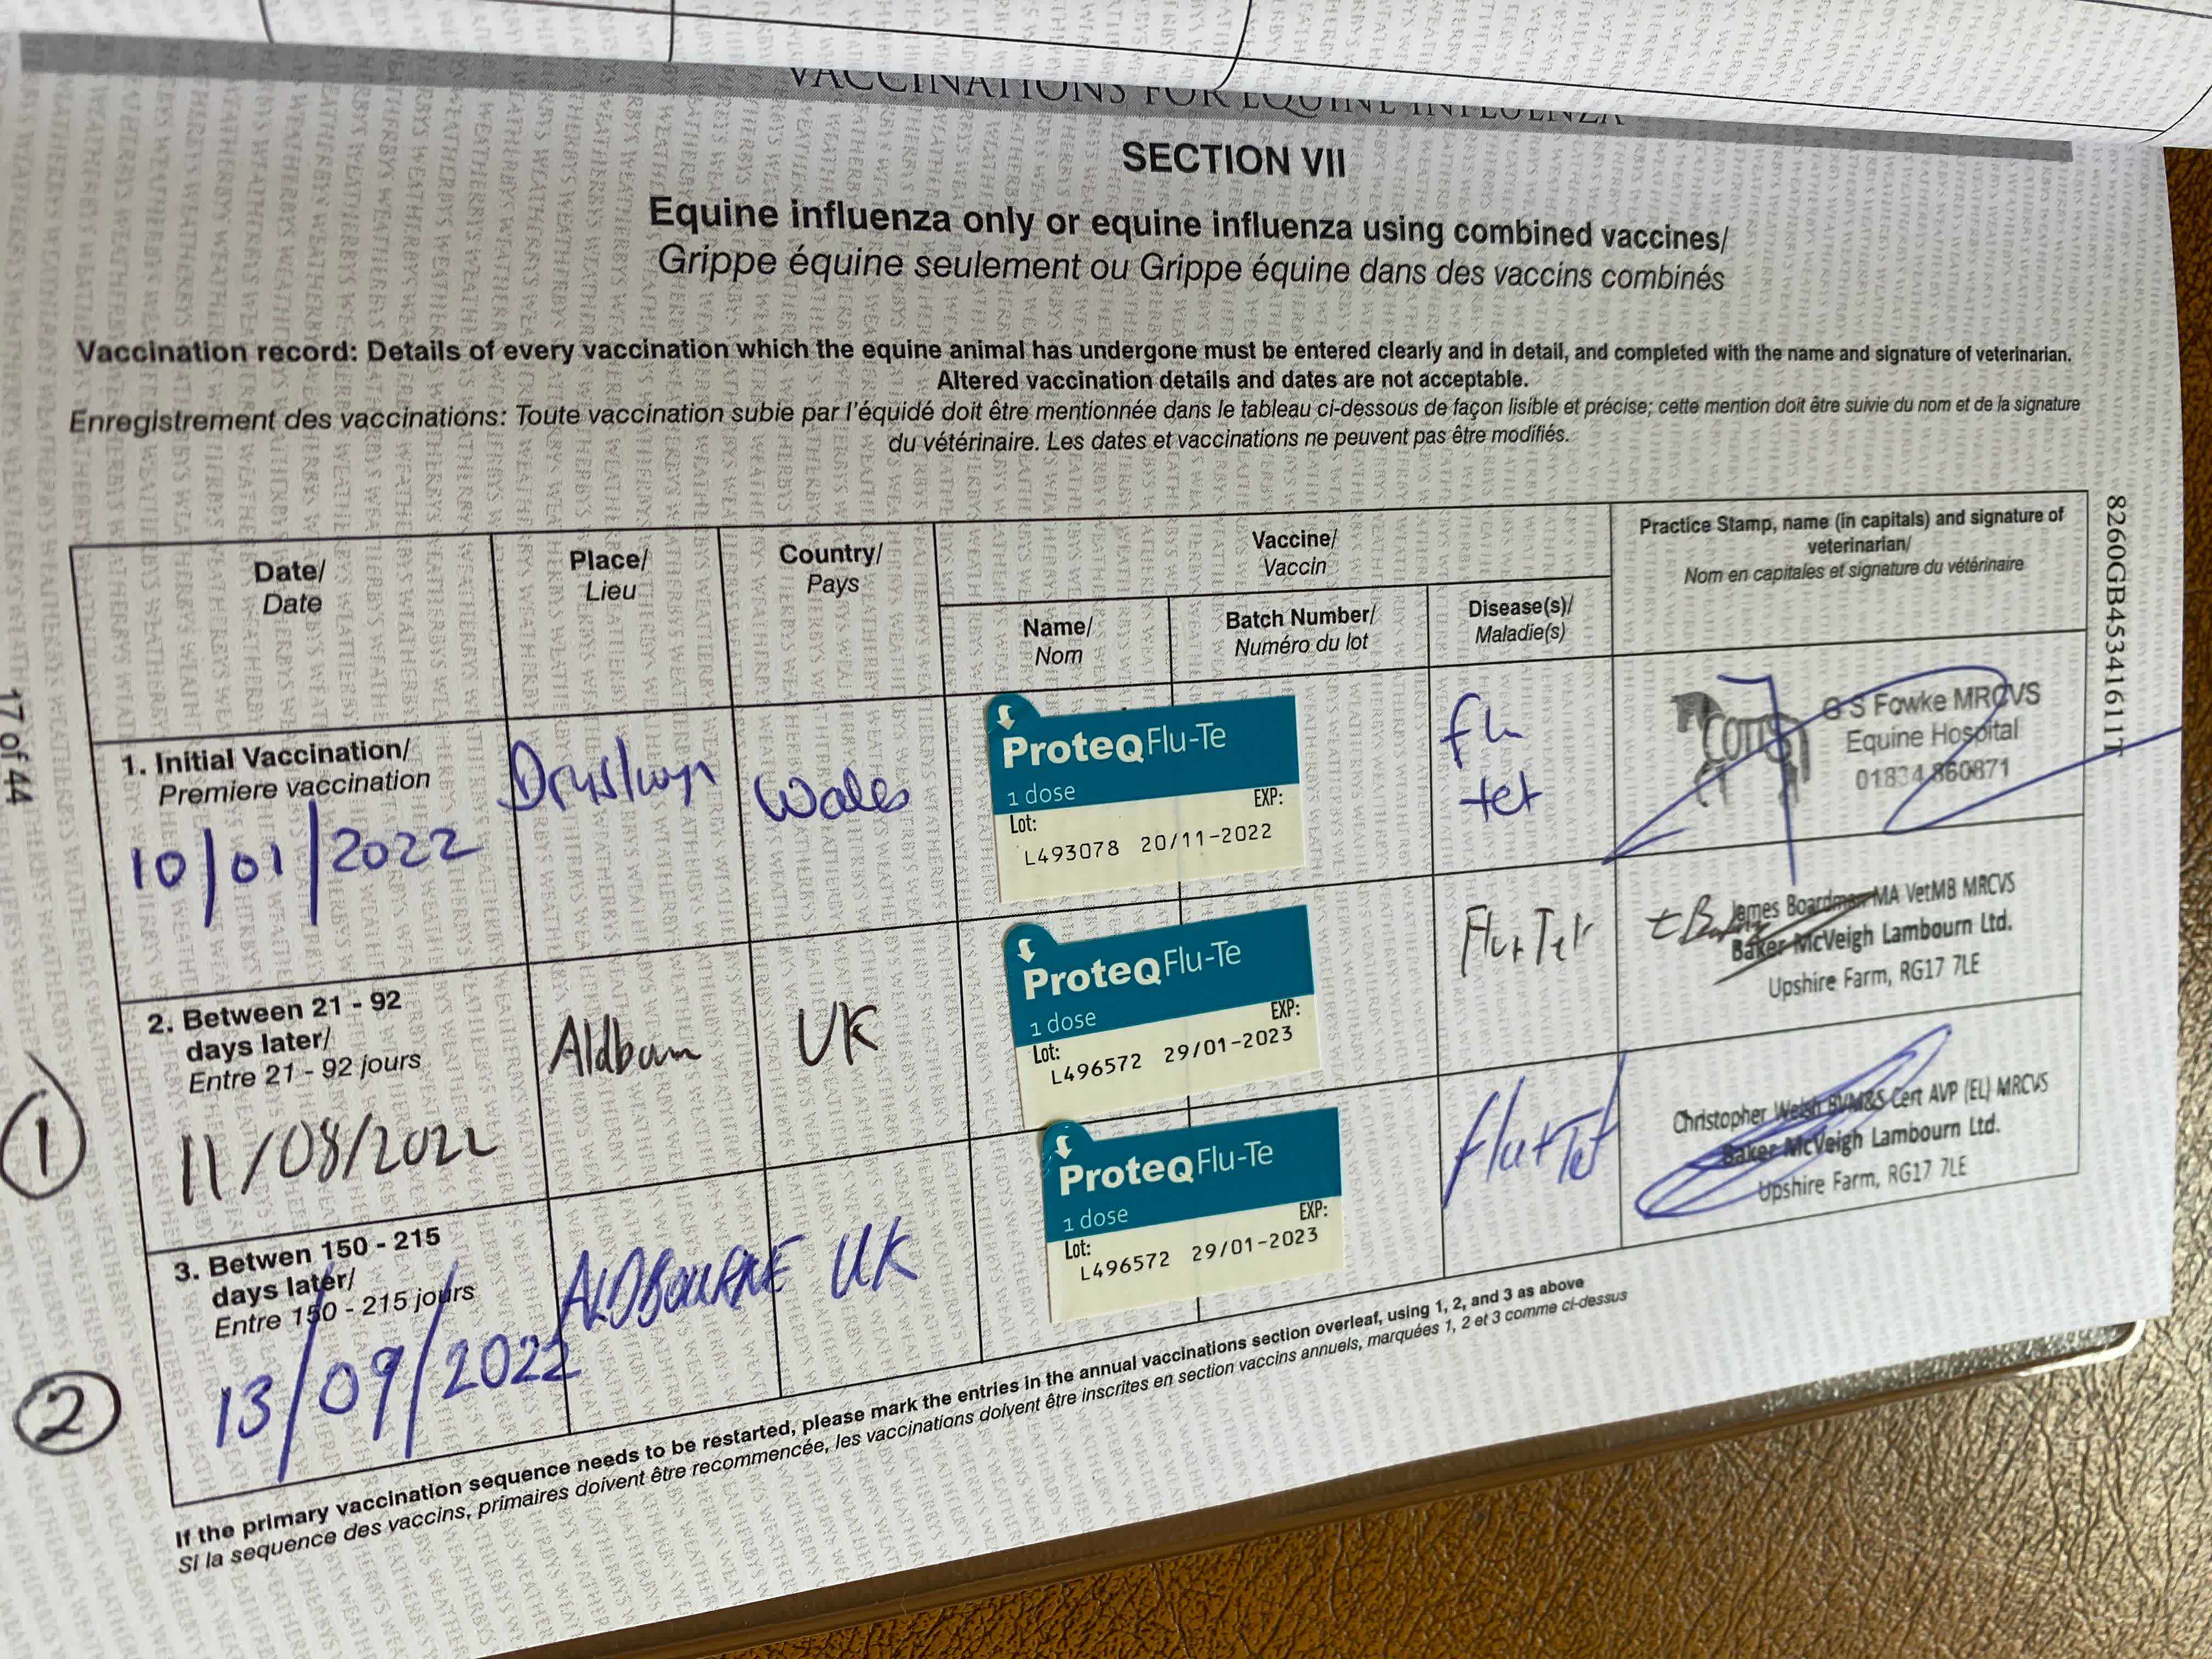 VACCINATIONS FOR EQUINE INFLUENZA
SECTION VII
Equine influenza only or equine influenza using combined vaccines/
Grippe équine seulement ou Grippe équine dans des vaccins combinés
Vaccination record: Details of every vaccination which the equine animal has undergone must be entered clearly and in detail, and completed with the name and signature of veterinarian.
Altered vaccination details and dates are not acceptable.
Enregistrement des vaccinations: Toute vaccination subie par l'équidé doit être mentionnée dans le tableau ci-dessous de façon lisible et précise; cette mention doit être suivie du nom et de la signature
du vétérinaire. Les dates et vaccinations ne peuvent pas être modifiés.
Date/
Date
Place/
Lieu
Country/
Pays
Vaccine/
Vaccin
Name/
Nom
Batch Number/
Numéro du lot
Disease(s)/
Maladie(s)
Practice Stamp, name (in capitals) and signature of
veterinarian/
Nom en capitales et signature du vétérinaire
1. Initial Vaccination/
Premiere vaccination
10/01/2022
Dryslwyn
Wales
ProteqFlu-Te
1 dose
EXP:
Lot:
L493078 20/11-2022
flu
tet
G S Fowke MRCVS
Equine Hospital
01834 860871
2. Between 21 - 92
days later/
Entre 21 - 92 jours
11/08/2022
UK
ProteqFlu-Te
1 dose
EXP:
Lot:
L496572 29/01-2023
Flu+Tet
James Boardman MA VetMB MRCVS
Baker McVeigh Lambourn Ltd.
Upshire Farm, RG17 7LE
3. Betwen 150 - 215
days later/
Entre 150 - 215 jours
13/09/2022
ALDBOURNE
UK
ProteqFlu-Te
1 dose
EXP:
Lot:
L496572 29/01-2023
flu+Tet
Christopher Welsh BVM&S Cert AVP (EL) MRCVS
Baker McVeigh Lambourn Ltd.
Upshire Farm, RG17 7LE
If the primary vaccination sequence needs to be restarted, please mark the entries in the annual vaccinations section overleaf, using 1, 2, and 3 as above
Si la sequence des vaccins, primaires doivent être recommencée, les vaccinations doivent être inscrites en section vaccins annuels, marquées 1, 2 et 3 comme ci-dessus
1
2
17 of 44
8260GB45341611T
WEATHERBYS